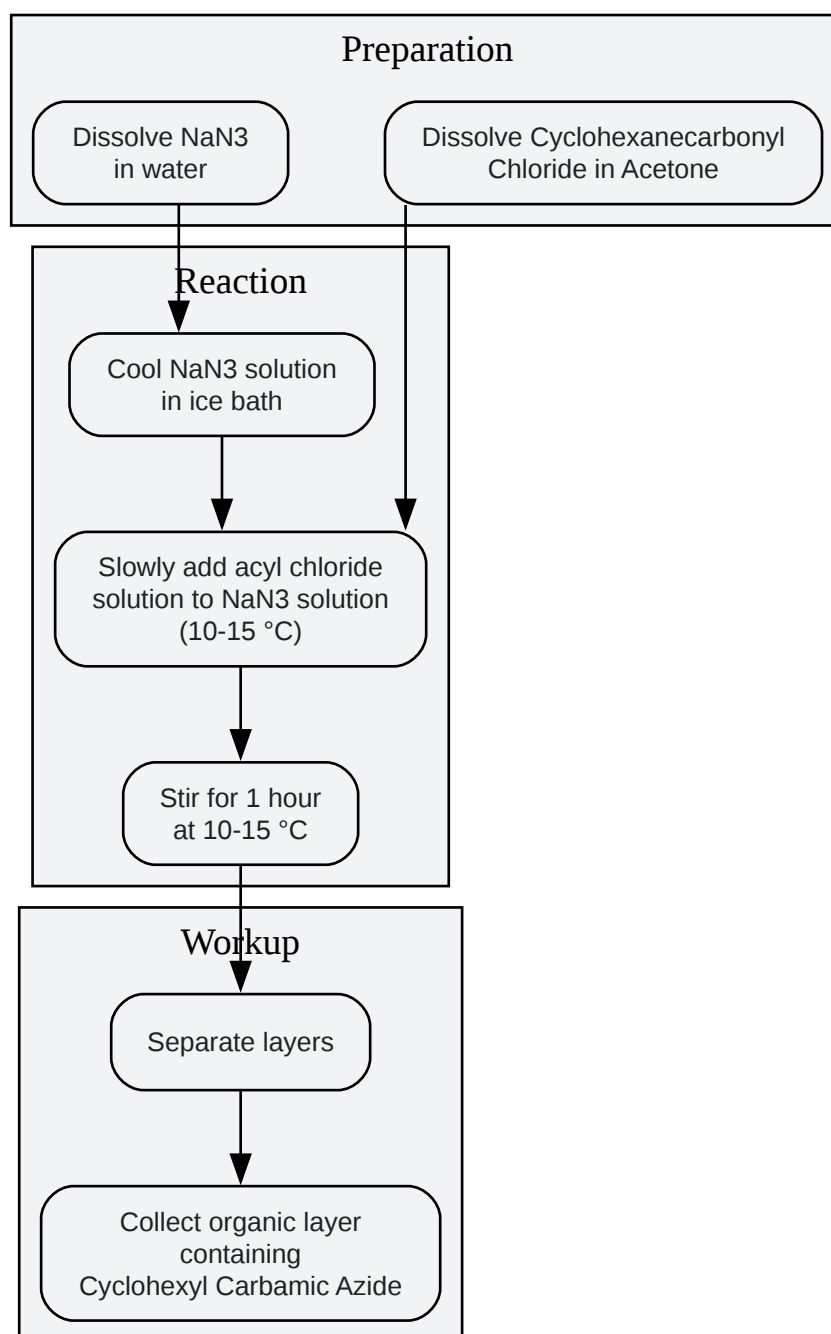 Preparation
Dissolve NaN3
in water
Dissolve Cyclohexanecarbonyl
Chloride in Acetone
Reaction
Cool NaN3 solution
in ice bath
Slowly add acyl chloride
solution to NaN3 solution
(10-15 °C)
Stir for 1 hour
at 10-15 °C
Workup
Separate layers
Collect organic layer
containing
Cyclohexyl Carbamic Azide